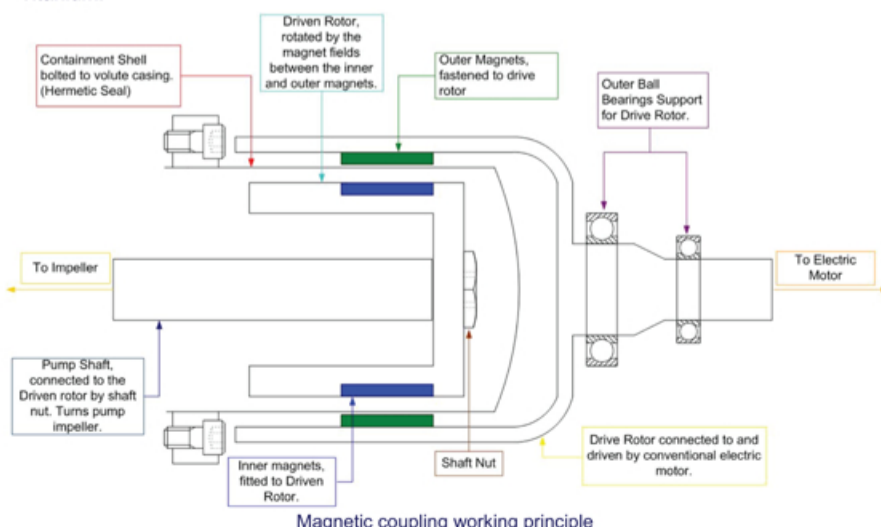 Containment Shell
bolted to volute casing.
(Hermetic Seal)
Driven Rotor,
rotated by the
magnet fields
between the inner
and outer magnets.
Outer Magnets,
fastened to drive
rotor
Outer Ball
Bearings Support
for Drive Rotor.
To Impeller
To Electric
Motor
Pump Shaft,
connected to the
Driven rotor by shaft
nut. Turns pump
impeller.
Inner magnets,
fitted to Driven
Rotor.
Shaft Nut
Drive Rotor connected to and
driven by conventional electric
motor.
Magnetic coupling working principle